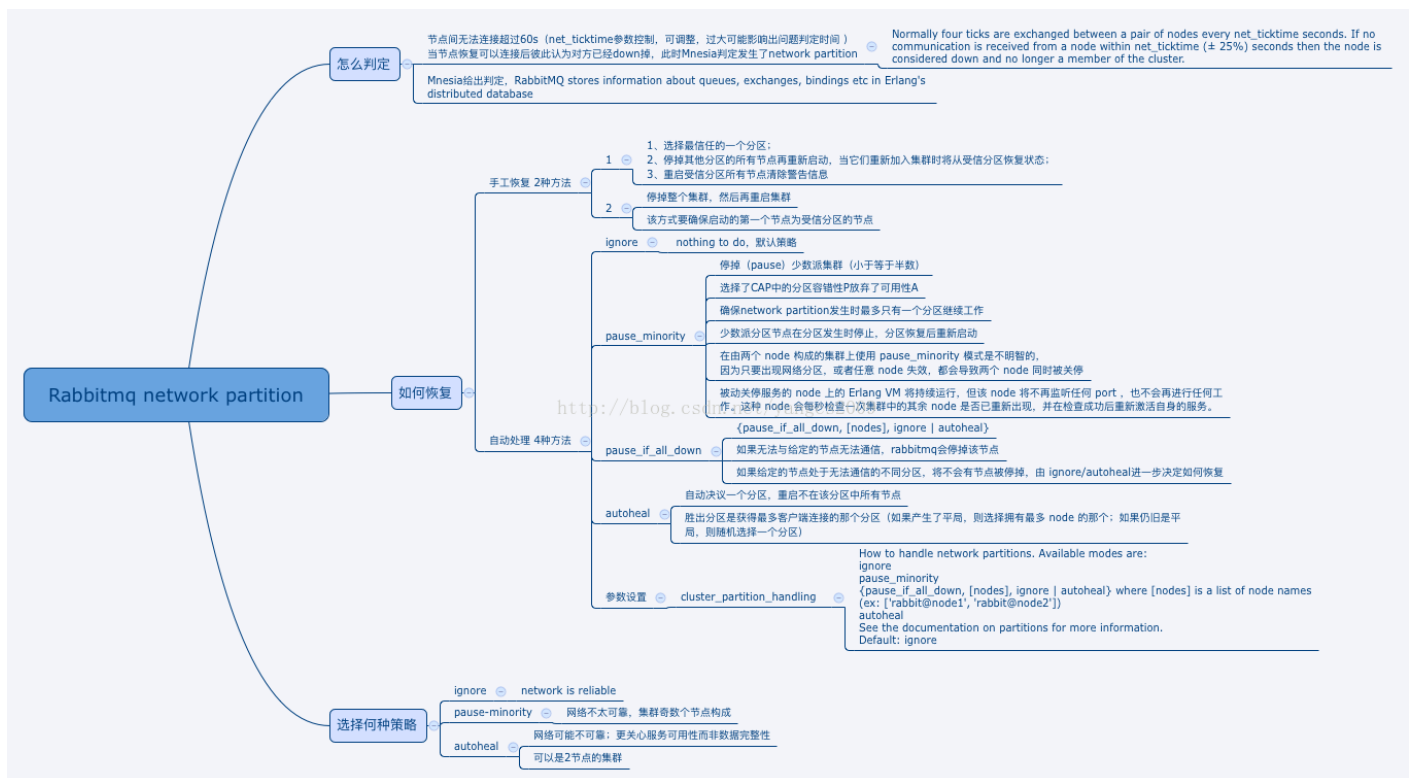 Rabbitmq network partition
怎么判定
节点间无法连接超过60s（net_ticktime参数控制，可调整，过大可能影响出问题判定时间 ）
当节点恢复可以连接后彼此认为对方已经down掉，此时Mnesia判定发生了network partition
Normally four ticks are exchanged between a pair of nodes every net_ticktime seconds. If no
communication is received from a node within net_ticktime (± 25%) seconds then the node is
considered down and no longer a member of the cluster.
Mnesia给出判定，RabbitMQ stores information about queues, exchanges, bindings etc in Erlang's
distributed database
如何恢复
手工恢复 2种方法
1
1、选择最信任的一个分区；
2、停掉其他分区的所有节点再重新启动，当它们重新加入集群时将从受信分区恢复状态；
3、重启受信分区所有节点清除警告信息
2
停掉整个集群，然后再重启集群
该方式要确保启动的第一个节点为受信分区的节点
自动处理 4种方法
ignore
nothing to do，默认策略
pause_minority
停掉（pause）少数派集群（小于等于半数）
选择了CAP中的分区容错性P放弃了可用性A
确保network partition发生时最多只有一个分区继续工作
少数派分区节点在分区发生时停止，分区恢复后重新启动
在由两个 node 构成的集群上使用 pause_minority 模式是不明智的，
因为只要出现网络分区，或者任意 node 失效，都会导致两个 node 同时被关停
被动关停服务的 node 上的 Erlang VM 将持续运行，但该 node 将不再监听任何 port ，也不会再进行任何工
作。这种 node 会每秒检查一次集群中的其余 node 是否已重新出现，并在检查成功后重新激活自身的服务。
pause_if_all_down
{pause_if_all_down, [nodes], ignore | autoheal}
如果无法与给定的节点无法通信，rabbitmq会停掉该节点
如果给定的节点处于无法通信的不同分区，将不会有节点被停掉，由 ignore/autoheal进一步决定如何恢复
autoheal
自动决议一个分区，重启不在该分区中所有节点
胜出分区是获得最多客户端连接的那个分区（如果产生了平局，则选择拥有最多 node 的那个；如果仍旧是平
局，则随机选择一个分区）
参数设置
cluster_partition_handling
How to handle network partitions. Available modes are:
ignore
pause_minority
{pause_if_all_down, [nodes], ignore | autoheal} where [nodes] is a list of node names
(ex: ['rabbit@node1', 'rabbit@node2'])
autoheal
See the documentation on partitions for more information.
Default: ignore
选择何种策略
ignore
network is reliable
pause-minority
网络不太可靠，集群奇数个节点构成
autoheal
网络可能不可靠；更关心服务可用性而非数据完整性
可以是2节点的集群